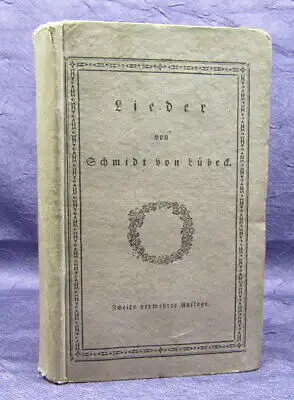 Lieder
von
Schmidt von Lübeck.
Zweite vermehrte Auflage.